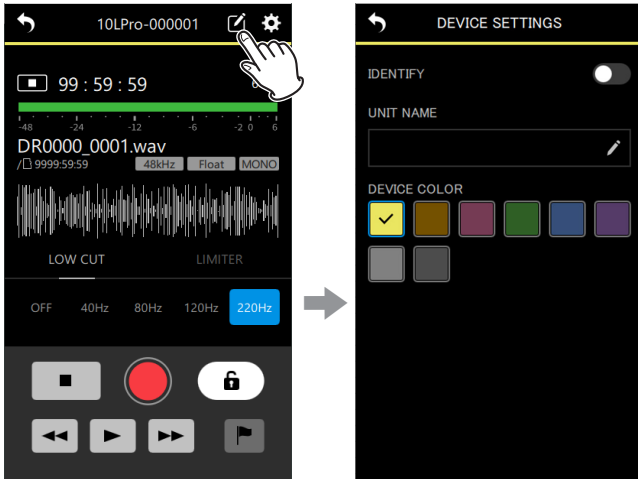 10LPro-000001
99 : 59 : 59
-48 -24 -12 -6 -2 0 6
DR0000_0001.wav
/ 9999:59:59 48kHz Float MONO
LOW CUT LIMITER
OFF 40Hz 80Hz 120Hz 220Hz
DEVICE SETTINGS
IDENTIFY
UNIT NAME
DEVICE COLOR